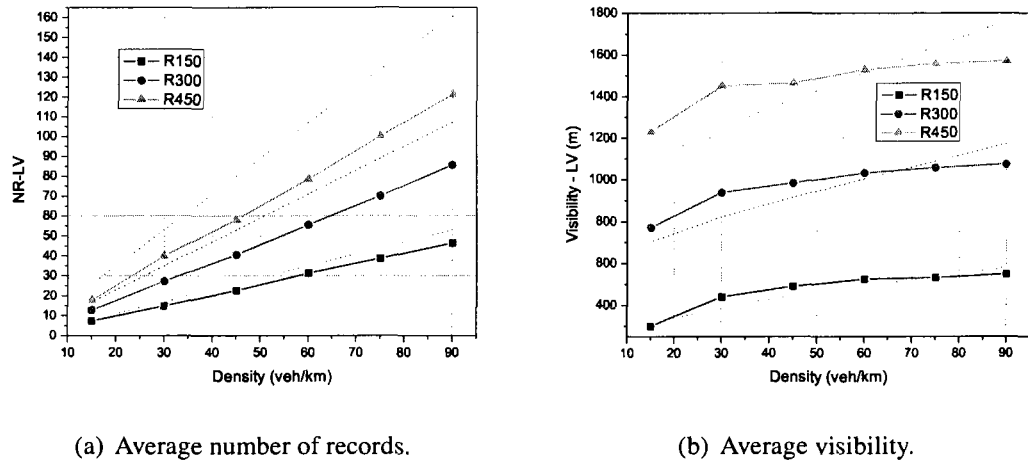 160
150
140
130
120
110
100
90
80
70
60
50
40
30
20
10
0
NR-LV
R150
R300
R450
10 20 30 40 50 60 70 80 90
Density (veh/km)
1800
1600
1400
1200
1000
800
600
400
Visibility - LV (m)
R150
R300
R450
10 20 30 40 50 60 70 80 90
Density (veh/km)
(a) Average number of records.
(b) Average visibility.